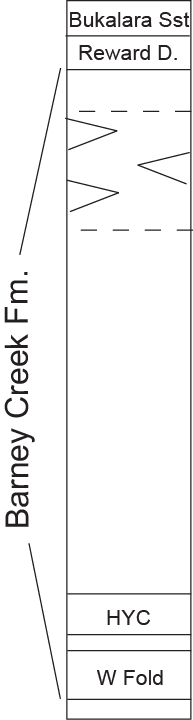 Bukalara Sst
Reward D.
Barney Creek Fm.
HYC
W Fold